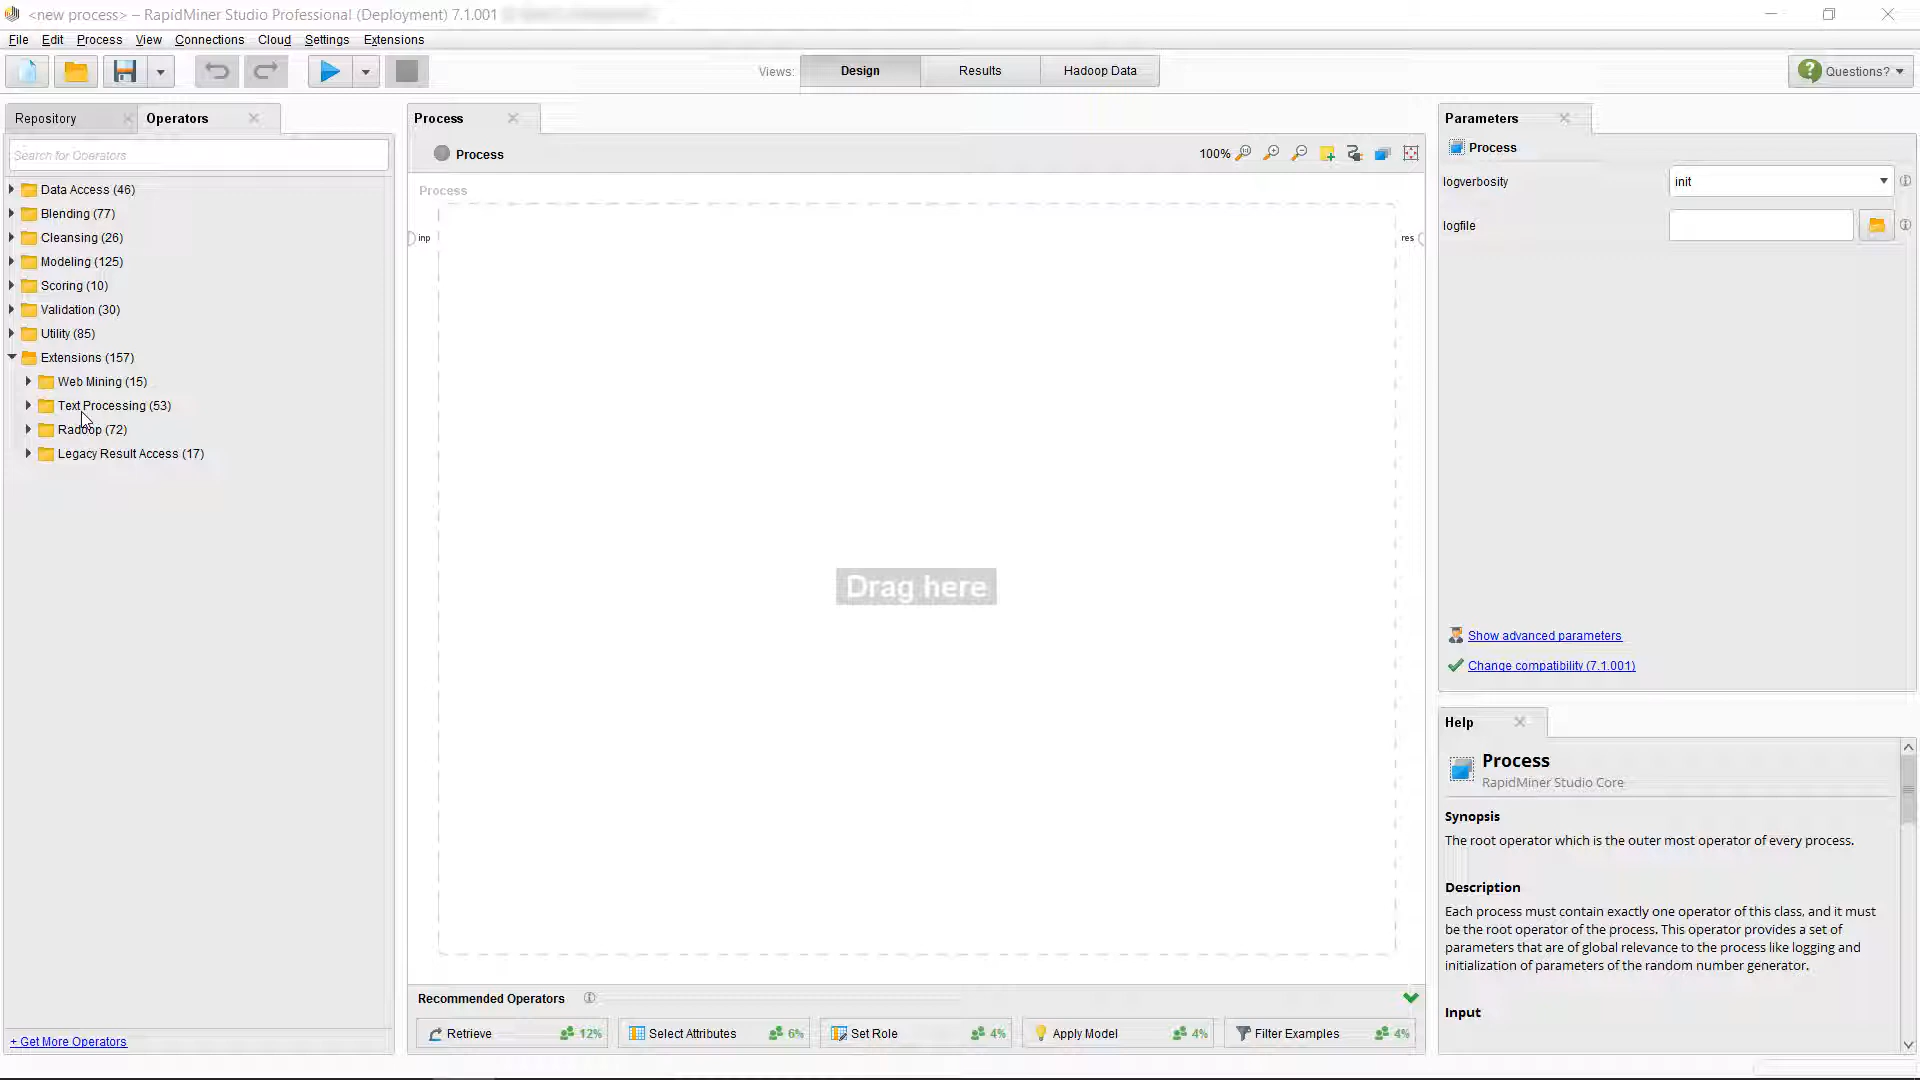 <new process> – RapidMiner Studio Professional (Deployment) 7.1.001
File Edit Process View Connections Cloud Settings Extensions
Views: Design Results Hadoop Data Questions?
Repository
Operators
Search for Operators
Data Access (46)
Blending (77)
Cleansing (26)
Modeling (125)
Scoring (10)
Validation (30)
Utility (85)
Extensions (157)
Web Mining (15)
Text Processing (53)
Radoop (72)
Legacy Result Access (17)
+ Get More Operators
Process
Process
100%
Process
inp
res
Drag here
Recommended Operators
Retrieve 12%
Select Attributes 6%
Set Role 4%
Apply Model 4%
Filter Examples 4%
Parameters
Process
logverbosity init
logfile
Show advanced parameters
Change compatibility (7.1.001)
Help
Process
RapidMiner Studio Core
Synopsis
The root operator which is the outer most operator of every process.
Description
Each process must contain exactly one operator of this class, and it must
be the root operator of the process. This operator provides a set of
parameters that are of global relevance to the process like logging and
initialization of parameters of the random number generator.
Input